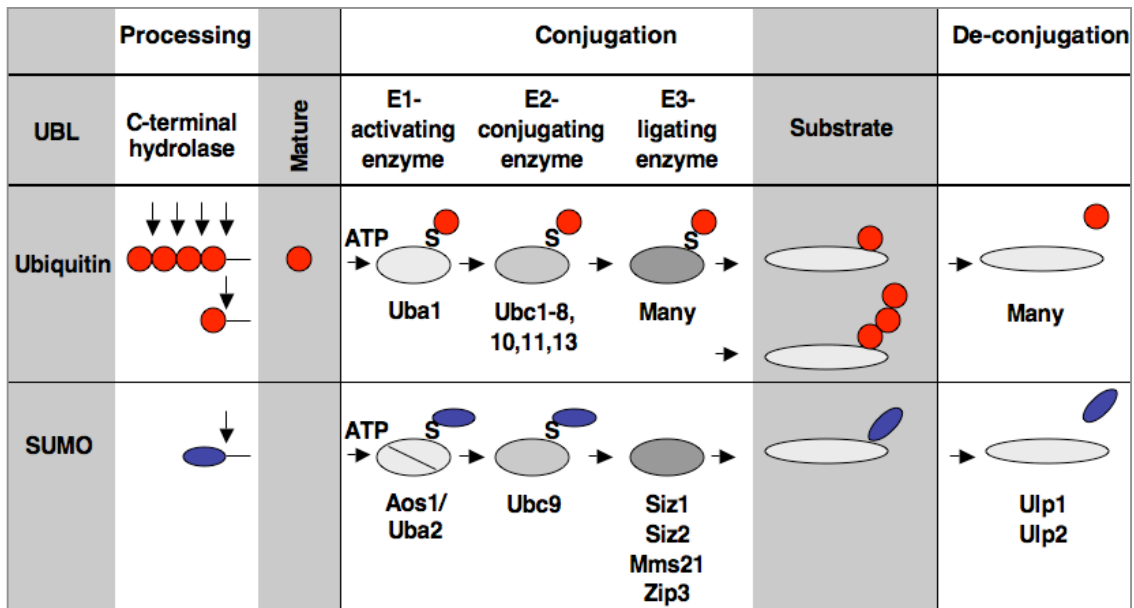 Processing
Conjugation
De-conjugation
UBL
C-terminal
hydrolase
Mature
E1-
activating
enzyme
E2-
conjugating
enzyme
E3-
ligating
enzyme
Substrate
Ubiquitin
ATP
S
S
S
Uba1
Ubc1-8,
10,11,13
Many
Many
SUMO
ATP
S
S
Aos1/
Uba2
Ubc9
Siz1
Siz2
Mms21
Zip3
Ulp1
Ulp2